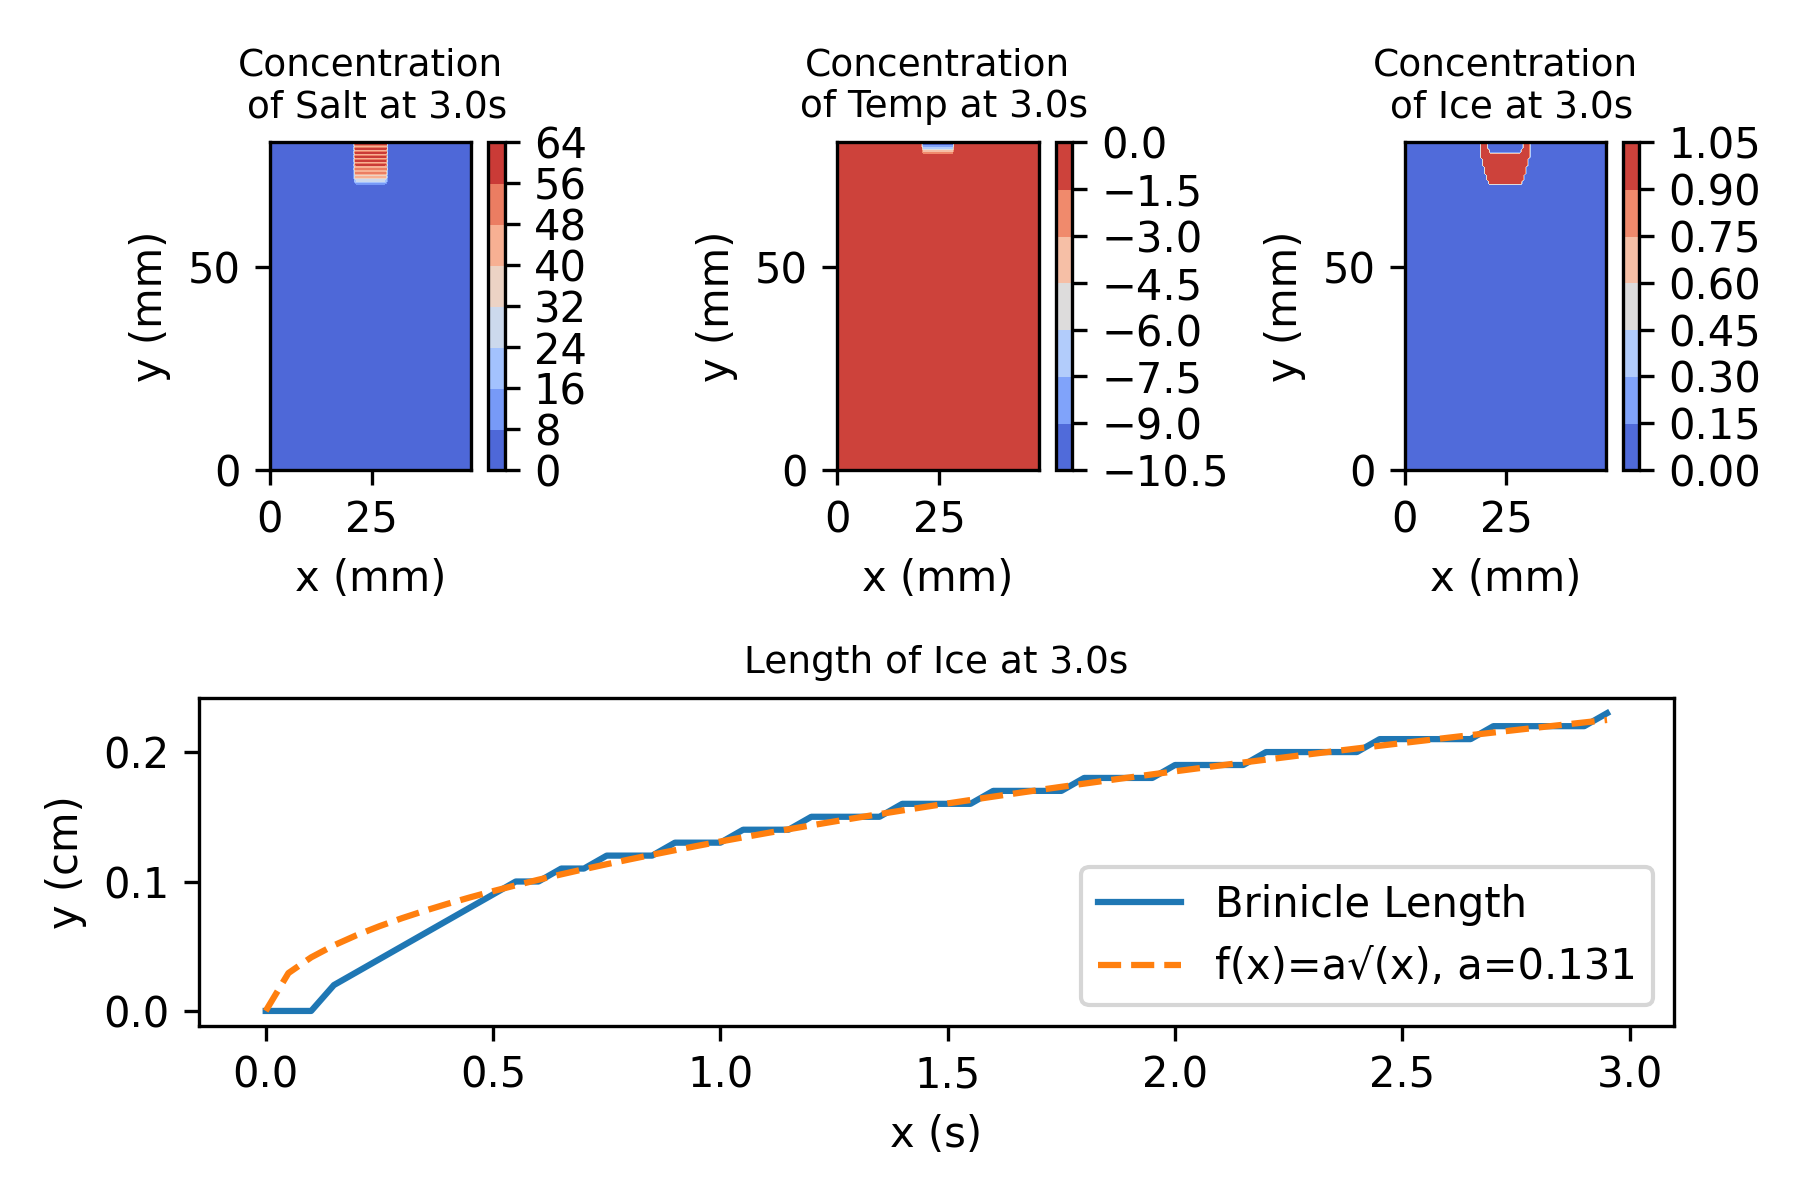 Concentration
of Salt at 3.0s
Concentration
of Temp at 3.0s
Concentration
of Ice at 3.0s
y (mm)
50
0
0
25
x (mm)
64
56
48
40
32
24
16
8
0
y (mm)
50
0
0
25
x (mm)
0.0
−1.5
−3.0
−4.5
−6.0
−7.5
−9.0
−10.5
y (mm)
50
0
0
25
x (mm)
1.05
0.90
0.75
0.60
0.45
0.30
0.15
0.00
Length of Ice at 3.0s
y (cm)
0.2
0.1
0.0
Brinicle Length
f(x)=a√(x), a=0.131
0.0
0.5
1.0
1.5
2.0
2.5
3.0
x (s)